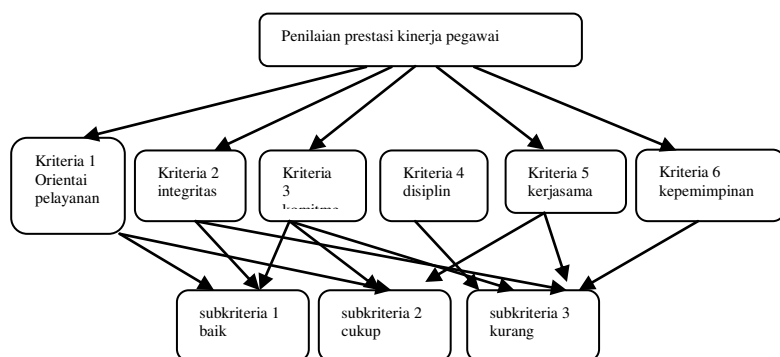 Penilaian prestasi kinerja pegawai
Kriteria 1
Orientai
pelayanan
Kriteria 2
integritas
Kriteria
3
komitme
Kriteria 4
disiplin
Kriteria 5
kerjasama
Kriteria 6
kepemimpinan
subkriteria 1
baik
subkriteria 2
cukup
subkriteria 3
kurang